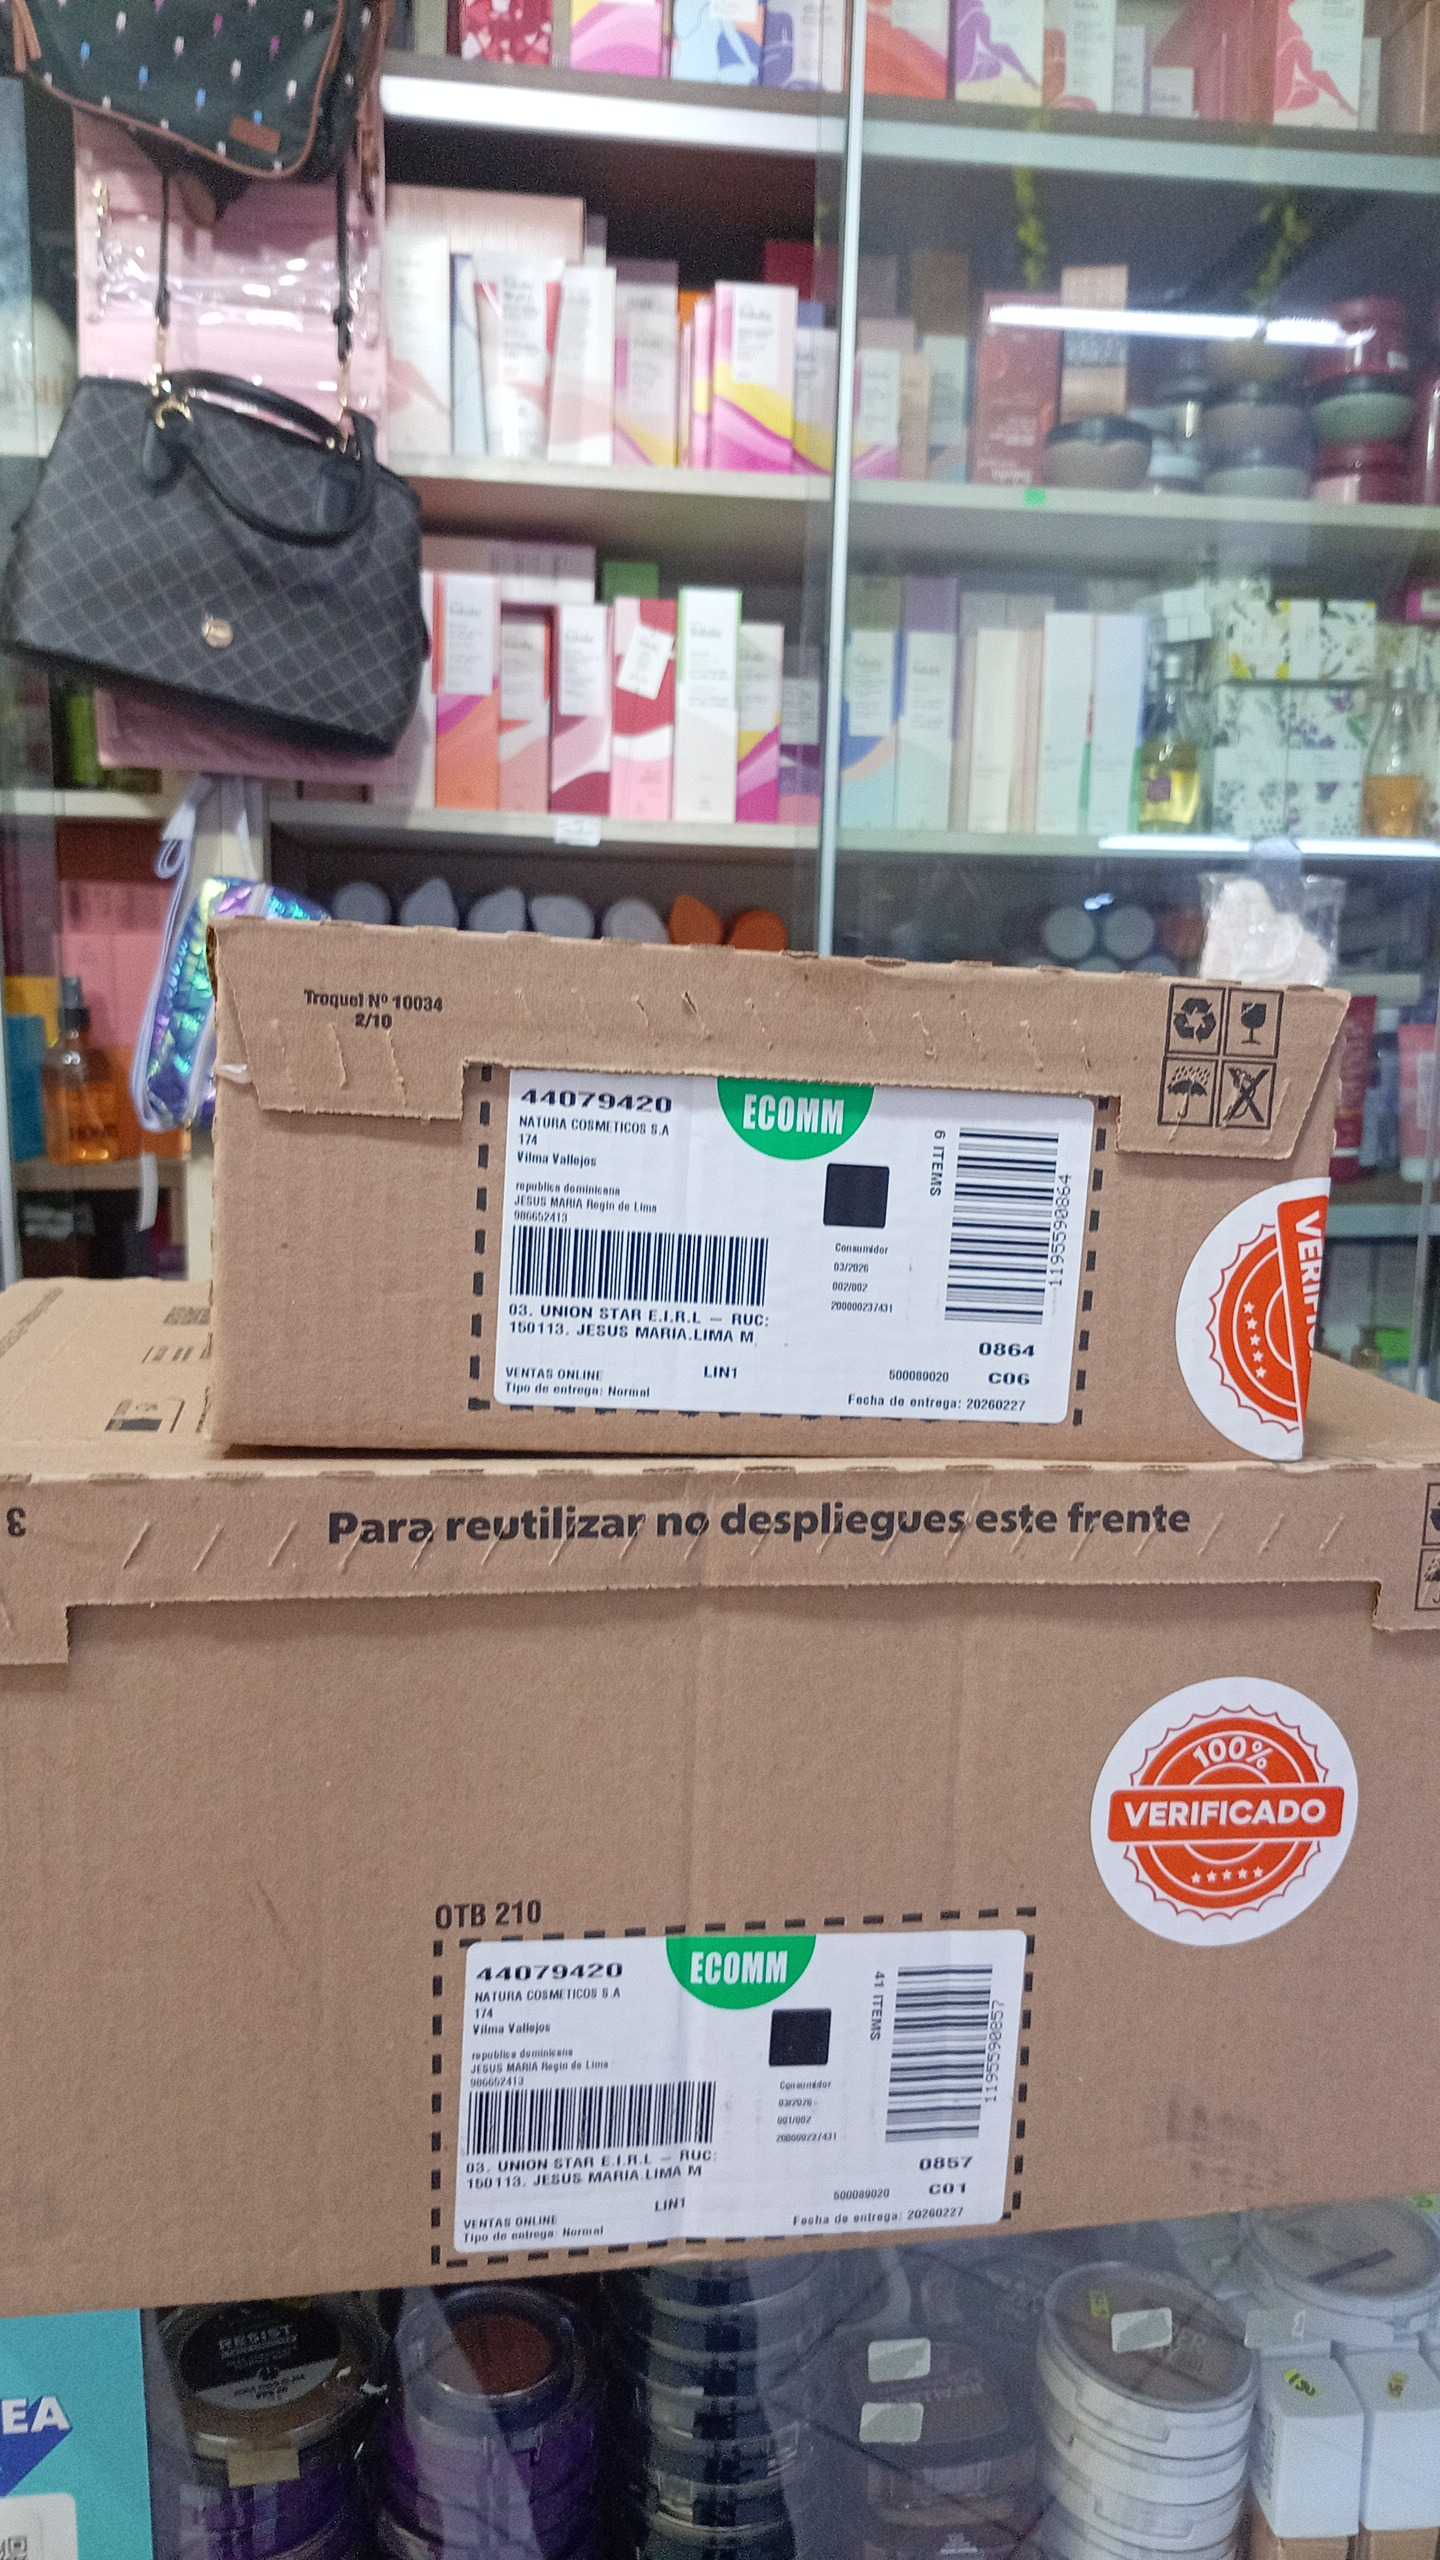 Troquel Nº 10034
2/10
44079420
ECOMM
NATURA COSMETICOS S.A
174
Vilma Vallejos
republica dominicana
JESUS MARIA Regin de Lima
986652413
6 ITEMS
1195590864
Consumidor
03/2026
002/002
200000237431
03. UNION STAR E.I.R.L – RUC:
150113. JESUS MARIA.LIMA M
0864
VENTAS ONLINE
LIN1
500089020
C06
Tipo de entrega: Normal
Fecha de entrega: 20260227
3
Para reutilizar no despliegues este frente
100%
VERIFICADO
OTB 210
44079420
ECOMM
NATURA COSMETICOS S.A
174
Vilma Vallejos
republica dominicana
JESUS MARIA Regin de Lima
986652413
41 ITEMS
1195590857
Consumidor
03/2026
001/002
200000237431
03. UNION STAR E.I.R.L – RUC:
150113. JESUS MARIA.LIMA M
0857
LIN1
500089020
C01
VENTAS ONLINE
Tipo de entrega: Normal
Fecha de entrega: 20260227
RESIST
EA